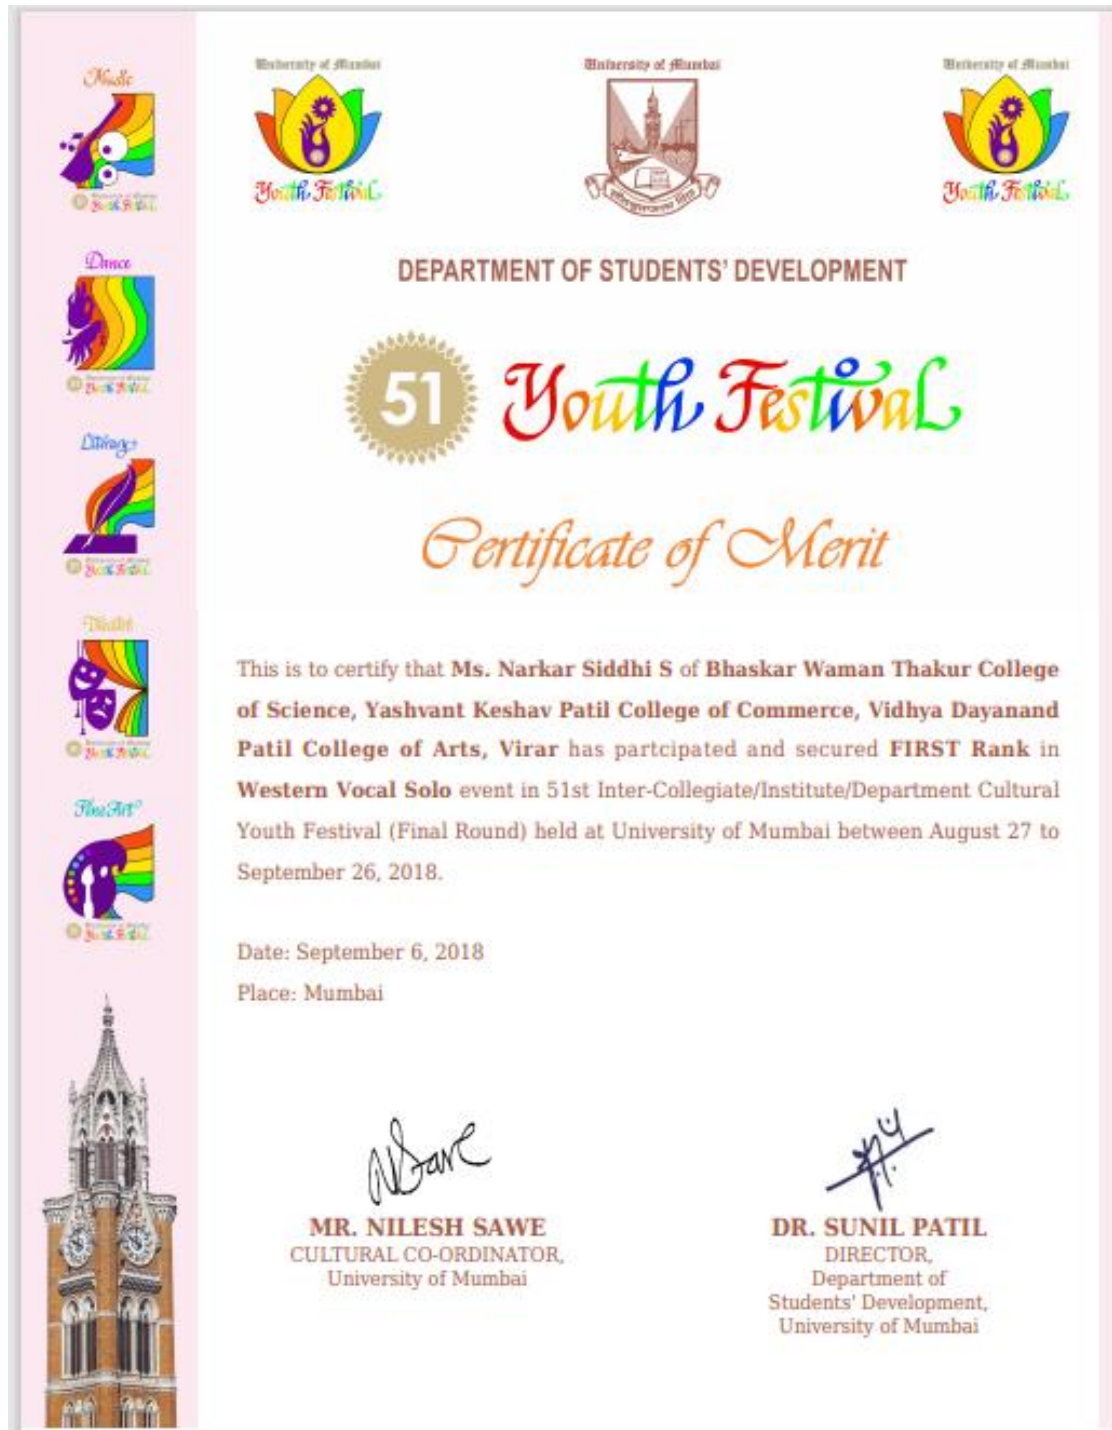 Music
University of Mumbai
Youth Festival
University of Mumbai
University of Mumbai
Youth Festival
DEPARTMENT OF STUDENTS' DEVELOPMENT
Dance
51 Youth Festival
Literary
Certificate of Merit
Theatre
This is to certify that Ms. Narkar Siddhi S of Bhaskar Waman Thakur College
of Science, Yashvant Keshav Patil College of Commerce, Vidhya Dayanand
Patil College of Arts, Virar has partcipated and secured FIRST Rank in
Western Vocal Solo event in 51st Inter-Collegiate/Institute/Department Cultural
Youth Festival (Final Round) held at University of Mumbai between August 27 to
September 26, 2018.
Fine Art
Date: September 6, 2018
Place: Mumbai
MR. NILESH SAWE
CULTURAL CO-ORDINATOR,
University of Mumbai
DR. SUNIL PATIL
DIRECTOR,
Department of
Students' Development,
University of Mumbai